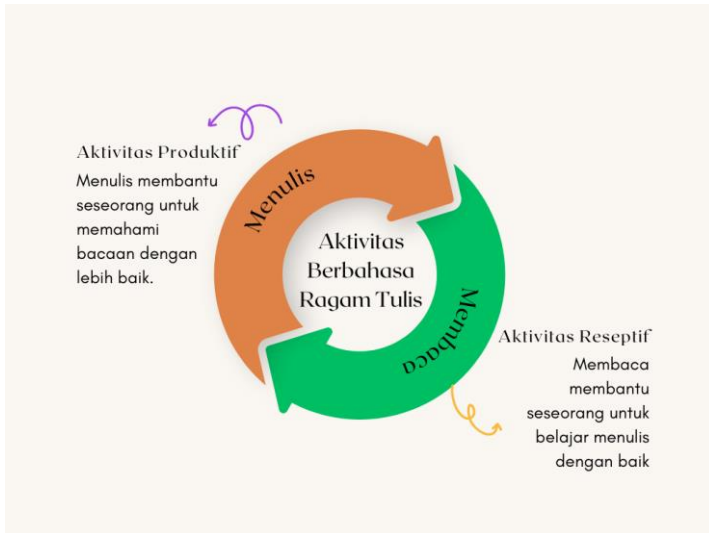 Aktivitas Produktif
Menulis membantu
seseorang untuk
memahami
bacaan dengan
lebih baik.
Menulis
Aktivitas
Berbahasa
Ragam Tulis
Membaca
Aktivitas Reseptif
Membaca
membantu
seseorang untuk
belajar menulis
dengan baik